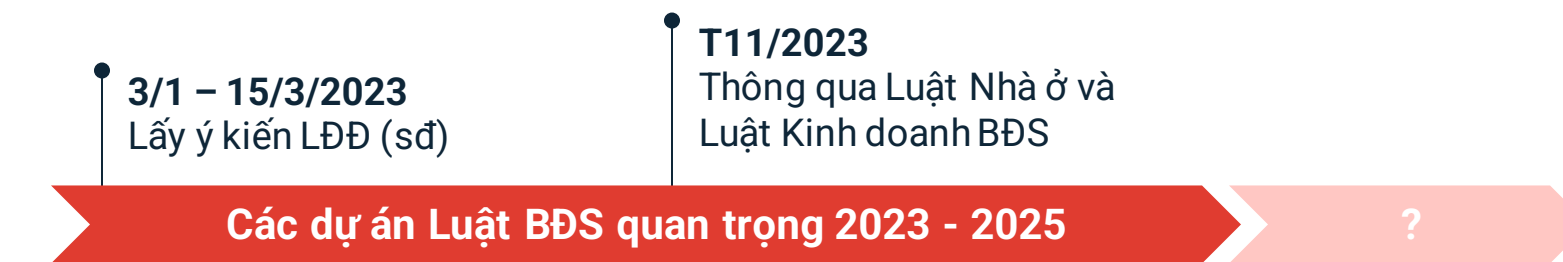 3/1 – 15/3/2023
Lấy ý kiến LĐĐ (sđ)
T11/2023
Thông qua Luật Nhà ở và
Luật Kinh doanh BĐS
Các dự án Luật BĐS quan trọng 2023 - 2025
?